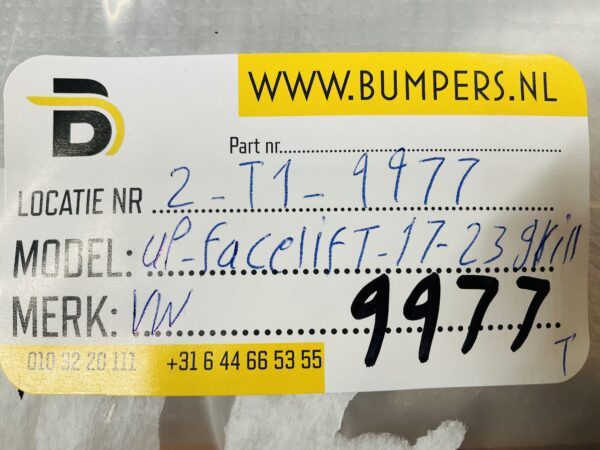 B
WWW.BUMPERS.NL
Part nr
LOCATIE NR 2-T1-9977
MODEL: UP-facelifT-17-23 grill
MERK: VW 9977
T
010 32 20 111 +31 6 44 66 53 55